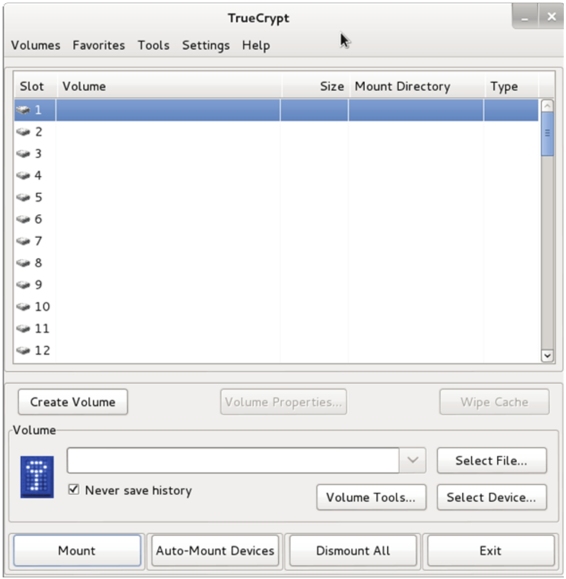 TrueCrypt
Volumes Favorites Tools Settings Help
Slot Volume Size Mount Directory Type
1
2
3
4
5
6
7
8
9
10
11
12
Create Volume Volume Properties... Wipe Cache
Volume
Select File...
Never save history
Volume Tools... Select Device...
Mount Auto-Mount Devices Dismount All Exit